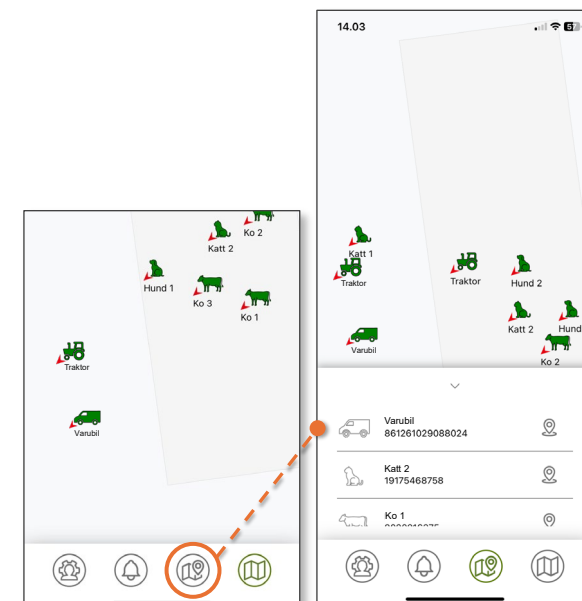 Ko 2
Katt 2
Hund 1
Ko 3
Ko 1
Traktor
Varubil
14.03
57
Katt 1
Traktor
Traktor
Hund 2
Katt 2
Hund
Varubil
Ko 2
Varubil
861261029088024
Katt 2
19175468758
Ko 1